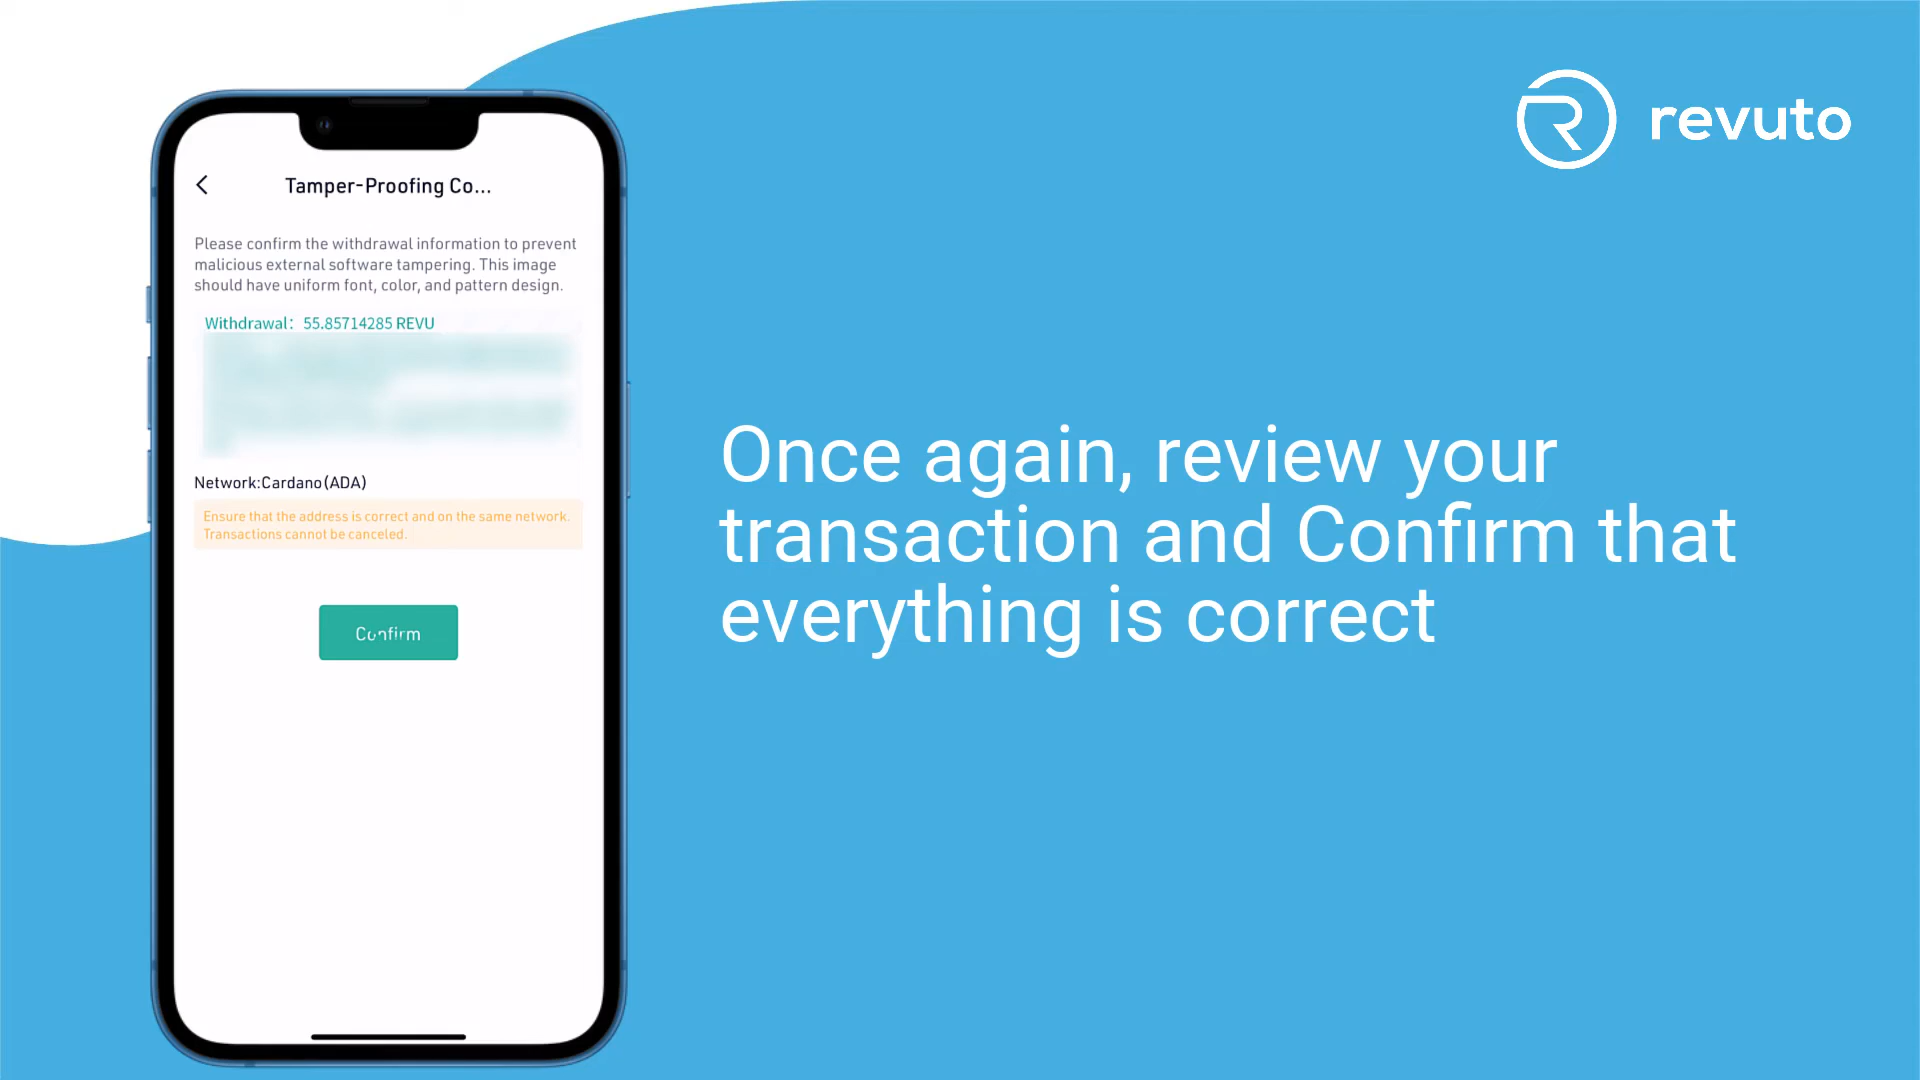 revuto
Tamper-Proofing Co...
Please confirm the withdrawal information to prevent
malicious external software tampering. This image
should have uniform font, color, and pattern design.
Withdrawal: 55.85714285 REVU
Network:Cardano(ADA)
Ensure that the address is correct and on the same network.
Transactions cannot be canceled.
Confirm
Once again, review your
transaction and Confirm that
everything is correct